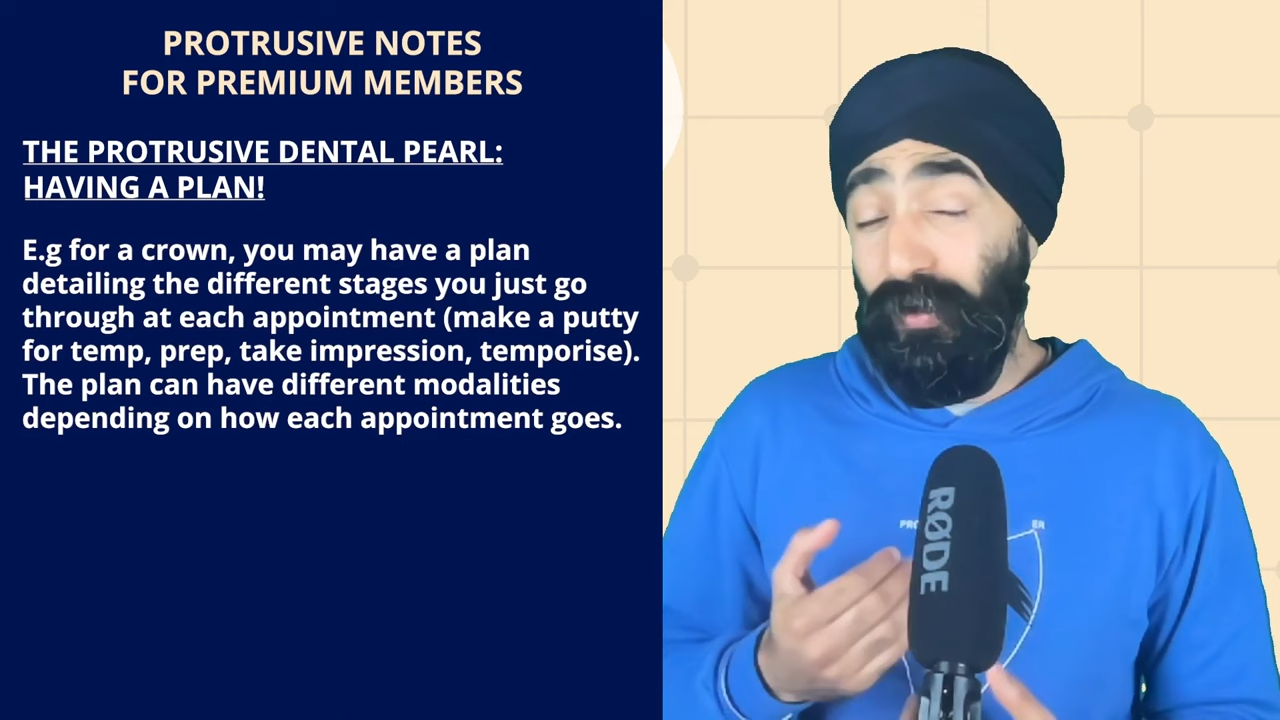 PROTRUSIVE NOTES
FOR PREMIUM MEMBERS
THE PROTRUSIVE DENTAL PEARL:
HAVING A PLAN!
E.g for a crown, you may have a plan
detailing the different stages you just go
through at each appointment (make a putty
for temp, prep, take impression, temporise).
The plan can have different modalities
depending on how each appointment goes.
RØDE